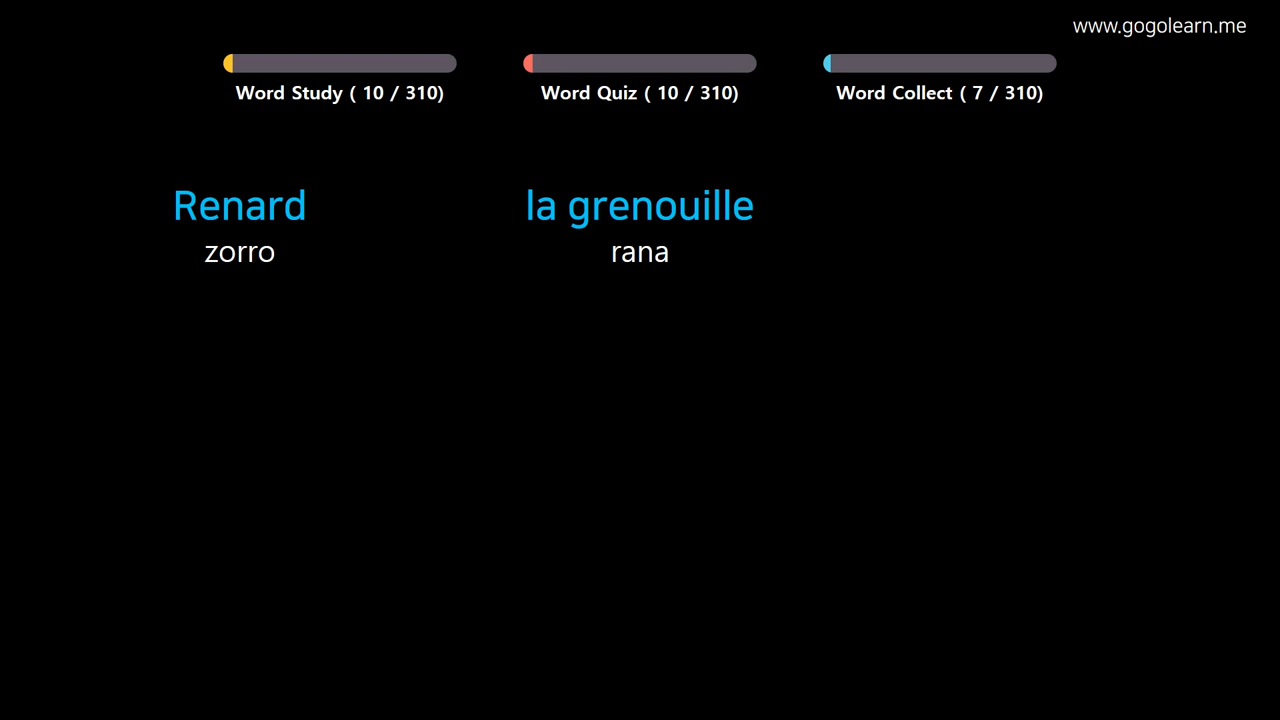 www.gogolearn.me
Word Study ( 10 / 310)
Word Quiz ( 10 / 310)
Word Collect ( 7 / 310)
Renard
zorro
la grenouille
rana